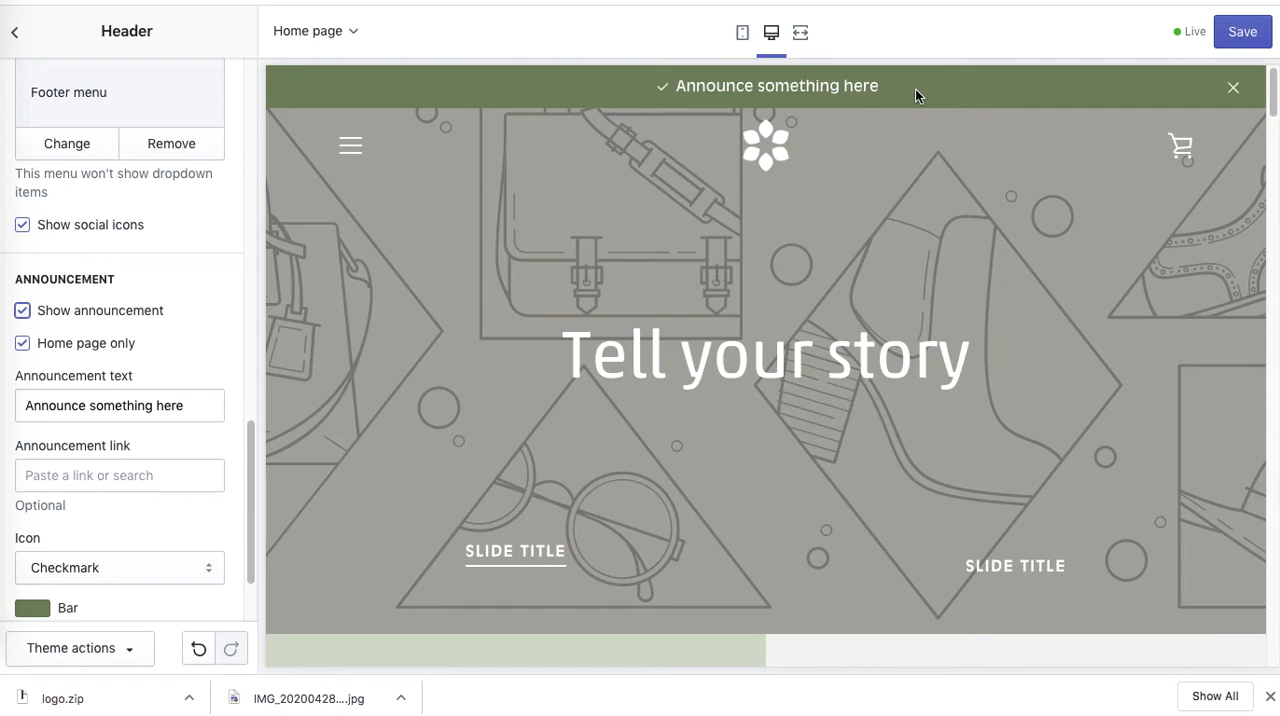 Header
Home page
Live
Save
Footer menu
Change
Remove
This menu won't show dropdown
items
Show social icons
ANNOUNCEMENT
Show announcement
Home page only
Announcement text
Announce something here
Announcement link
Paste a link or search
Optional
Icon
Checkmark
Bar
Theme actions
Announce something here
Tell your story
SLIDE TITLE
SLIDE TITLE
logo.zip
IMG_20200428....jpg
Show All